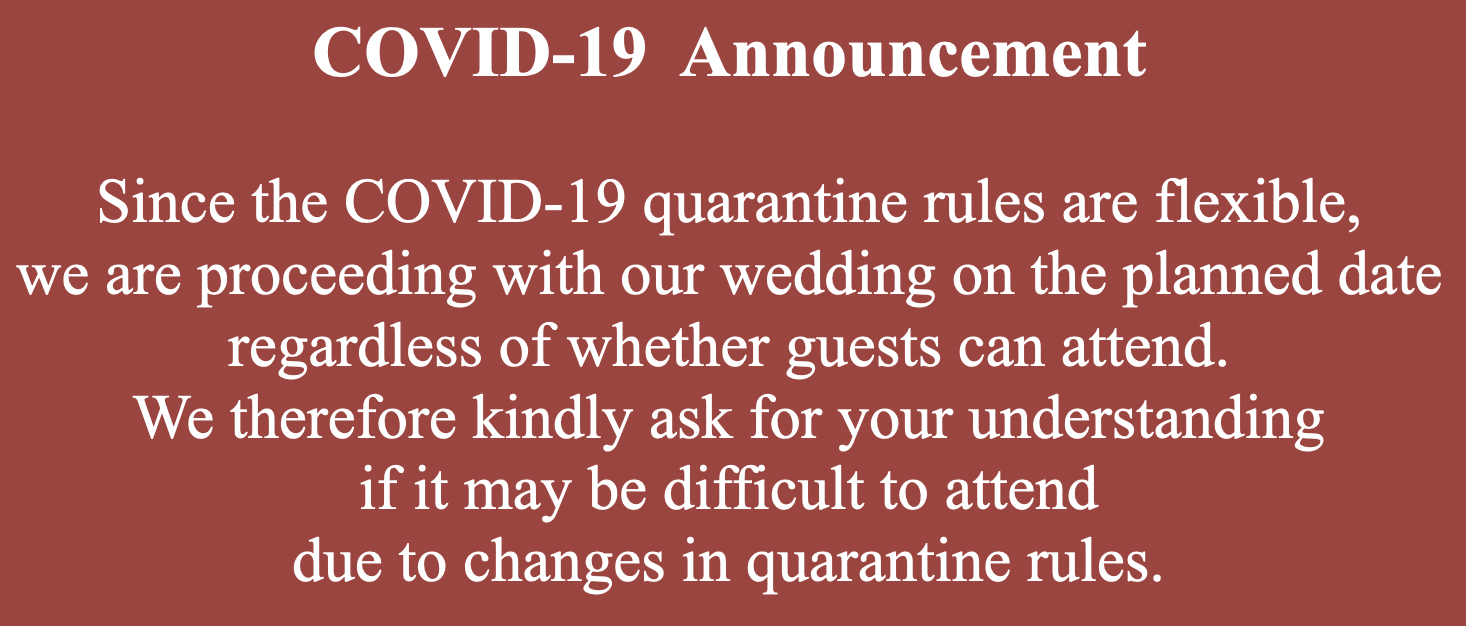 COVID-19 Announcement
Since the COVID-19 quarantine rules are flexible,
we are proceeding with our wedding on the planned date
regardless of whether guests can attend.
We therefore kindly ask for your understanding
if it may be difficult to attend
due to changes in quarantine rules.